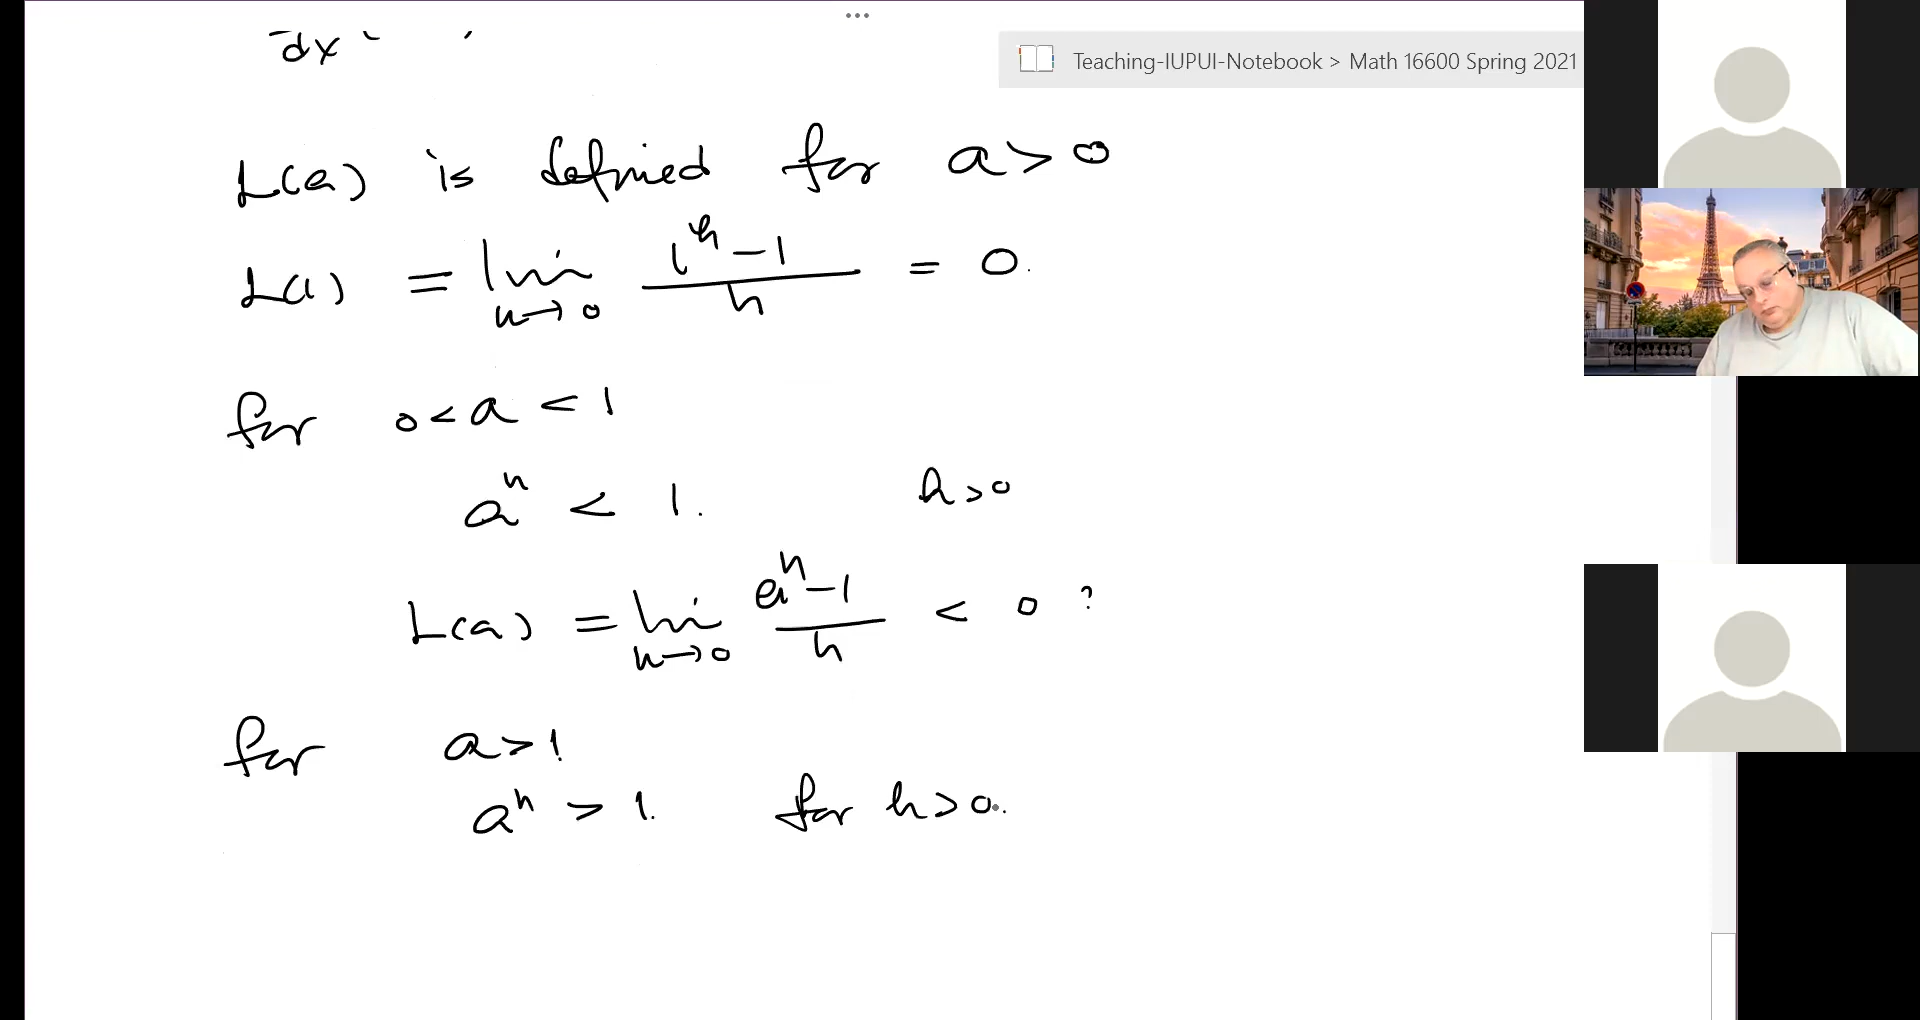 dx
Teaching-IUPUI-Notebook > Math 16600 Spring 2021
L(a) is defined for a > 0
L(1) = lim h→0 (1^h − 1)/h = 0.
for 0 < a < 1
a^h < 1. h > 0
L(a) = lim h→0 (a^h − 1)/h < 0 ?
for a > 1
a^h > 1. for h > 0.